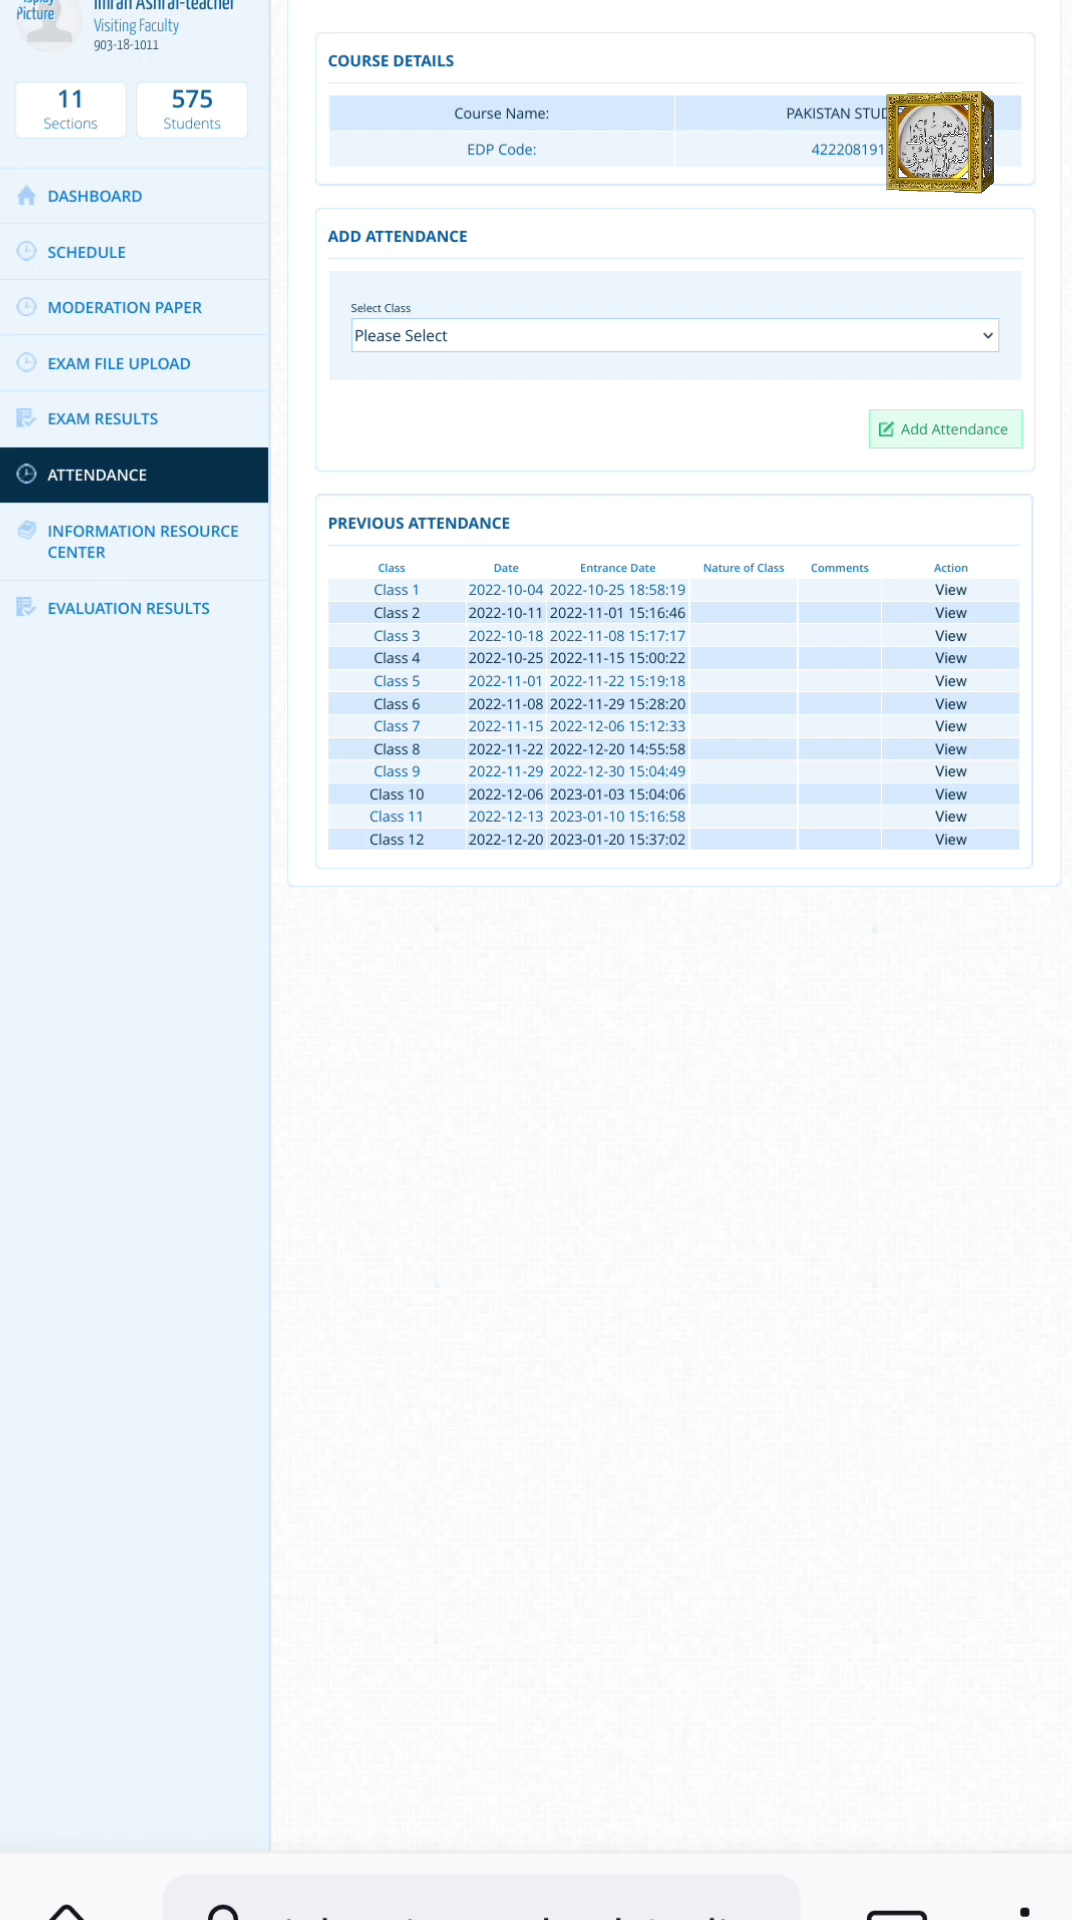 Picture
Imran Ashraf-teacher
Visiting Faculty
903-18-1011
11
Sections
575
Students
DASHBOARD
SCHEDULE
MODERATION PAPER
EXAM FILE UPLOAD
EXAM RESULTS
ATTENDANCE
INFORMATION RESOURCE
CENTER
EVALUATION RESULTS
COURSE DETAILS
Course Name: PAKISTAN
EDP Code: 422208191
ADD ATTENDANCE
Select Class
Please Select
Add Attendance
PREVIOUS ATTENDANCE
Class Date Entrance Date Nature of Class Comments Action
Class 1 2022-10-04 2022-10-25 18:58:19 View
Class 2 2022-10-11 2022-11-01 15:16:46 View
Class 3 2022-10-18 2022-11-08 15:17:17 View
Class 4 2022-10-25 2022-11-15 15:00:22 View
Class 5 2022-11-01 2022-11-22 15:19:18 View
Class 6 2022-11-08 2022-11-29 15:28:20 View
Class 7 2022-11-15 2022-12-06 15:12:33 View
Class 8 2022-11-22 2022-12-20 14:55:58 View
Class 9 2022-11-29 2022-12-30 15:04:49 View
Class 10 2022-12-06 2023-01-03 15:04:06 View
Class 11 2022-12-13 2023-01-10 15:16:58 View
Class 12 2022-12-20 2023-01-20 15:37:02 View